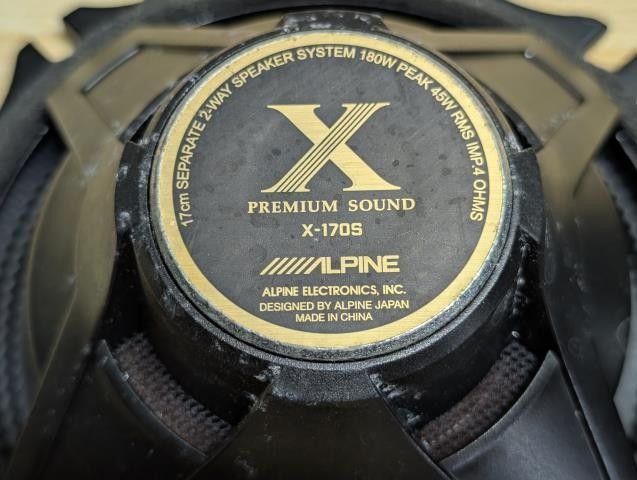 17cm SEPARATE 2-WAY SPEAKER SYSTEM 180W PEAK 45W RMS IMP.4 OHMS
X
PREMIUM SOUND
X-170S
ALPINE
ALPINE ELECTRONICS, INC.
DESIGNED BY ALPINE JAPAN
MADE IN CHINA